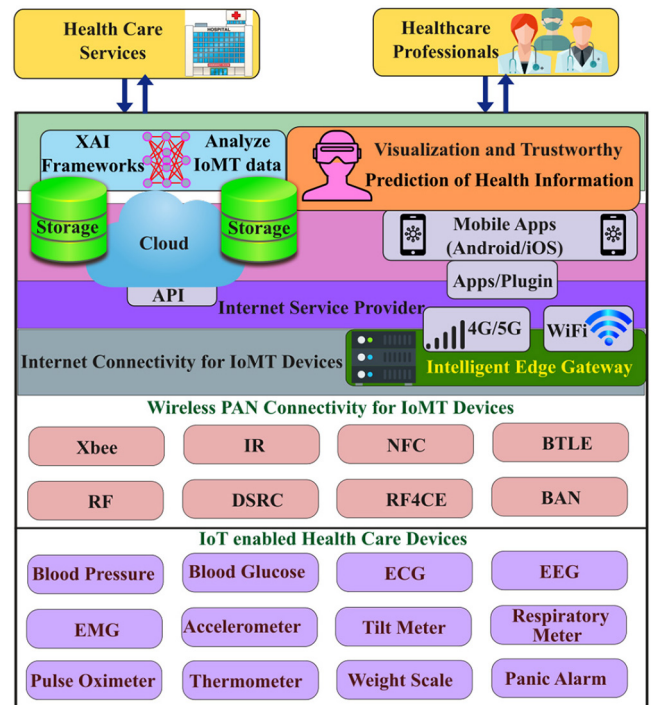 Health Care
Services
HOSPITAL
Healthcare
Professionals
XAI
Frameworks
Analyze
IoMT data
Visualization and Trustworthy
Prediction of Health Information
Storage
Cloud
Storage
Mobile Apps
(Android/iOS)
API
Apps/Plugin
Internet Service Provider
4G/5G
WiFi
Internet Connectivity for IoMT Devices
Intelligent Edge Gateway
Wireless PAN Connectivity for IoMT Devices
Xbee
IR
NFC
BTLE
RF
DSRC
RF4CE
BAN
IoT enabled Health Care Devices
Blood Pressure
Blood Glucose
ECG
EEG
EMG
Accelerometer
Tilt Meter
Respiratory
Meter
Pulse Oximeter
Thermometer
Weight Scale
Panic Alarm